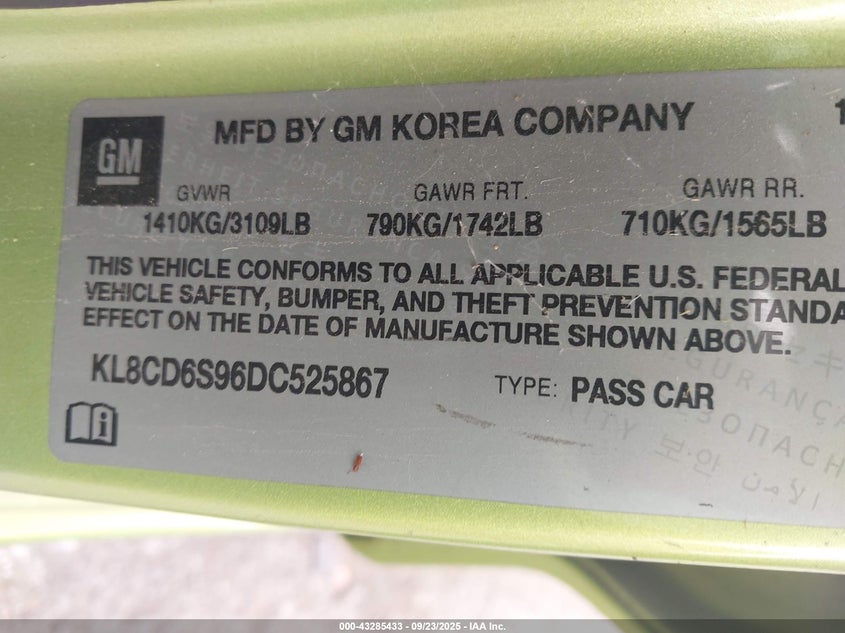 MFD BY GM KOREA COMPANY
1
GM
GVWR GAWR FRT. GAWR RR.
1410KG/3109LB 790KG/1742LB 710KG/1565LB
THIS VEHICLE CONFORMS TO ALL APPLICABLE U.S. FEDERAL
VEHICLE SAFETY, BUMPER, AND THEFT PREVENTION STANDA
EFFECT ON THE DATE OF MANUFACTURE SHOWN ABOVE.
KL8CD6S96DC525867 TYPE: PASS CAR
i
000-43285433 - 09/23/2025 - IAA Inc.